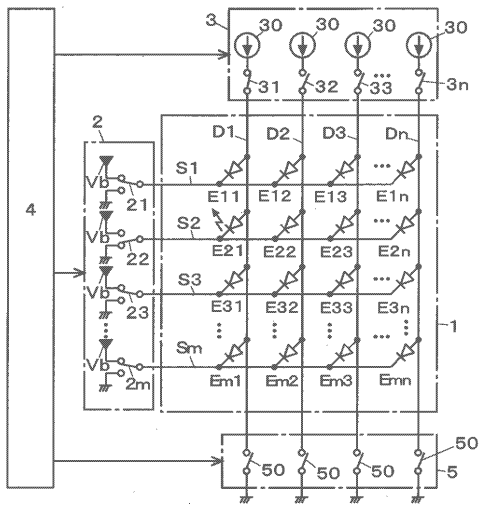 3 30 30 30 30
31 32 33 ... 3n
2 D1 D2 D3 Dn
4
Vb 21 S1 E11 E12 E13 ... E1n
Vb 22 S2 E21 E22 E23 ... E2n
Vb 23 S3 E31 E32 E33 ... E3n
1
Vb 2m Sm Em1 Em2 Em3 ... Emn
50 50 50 50 5